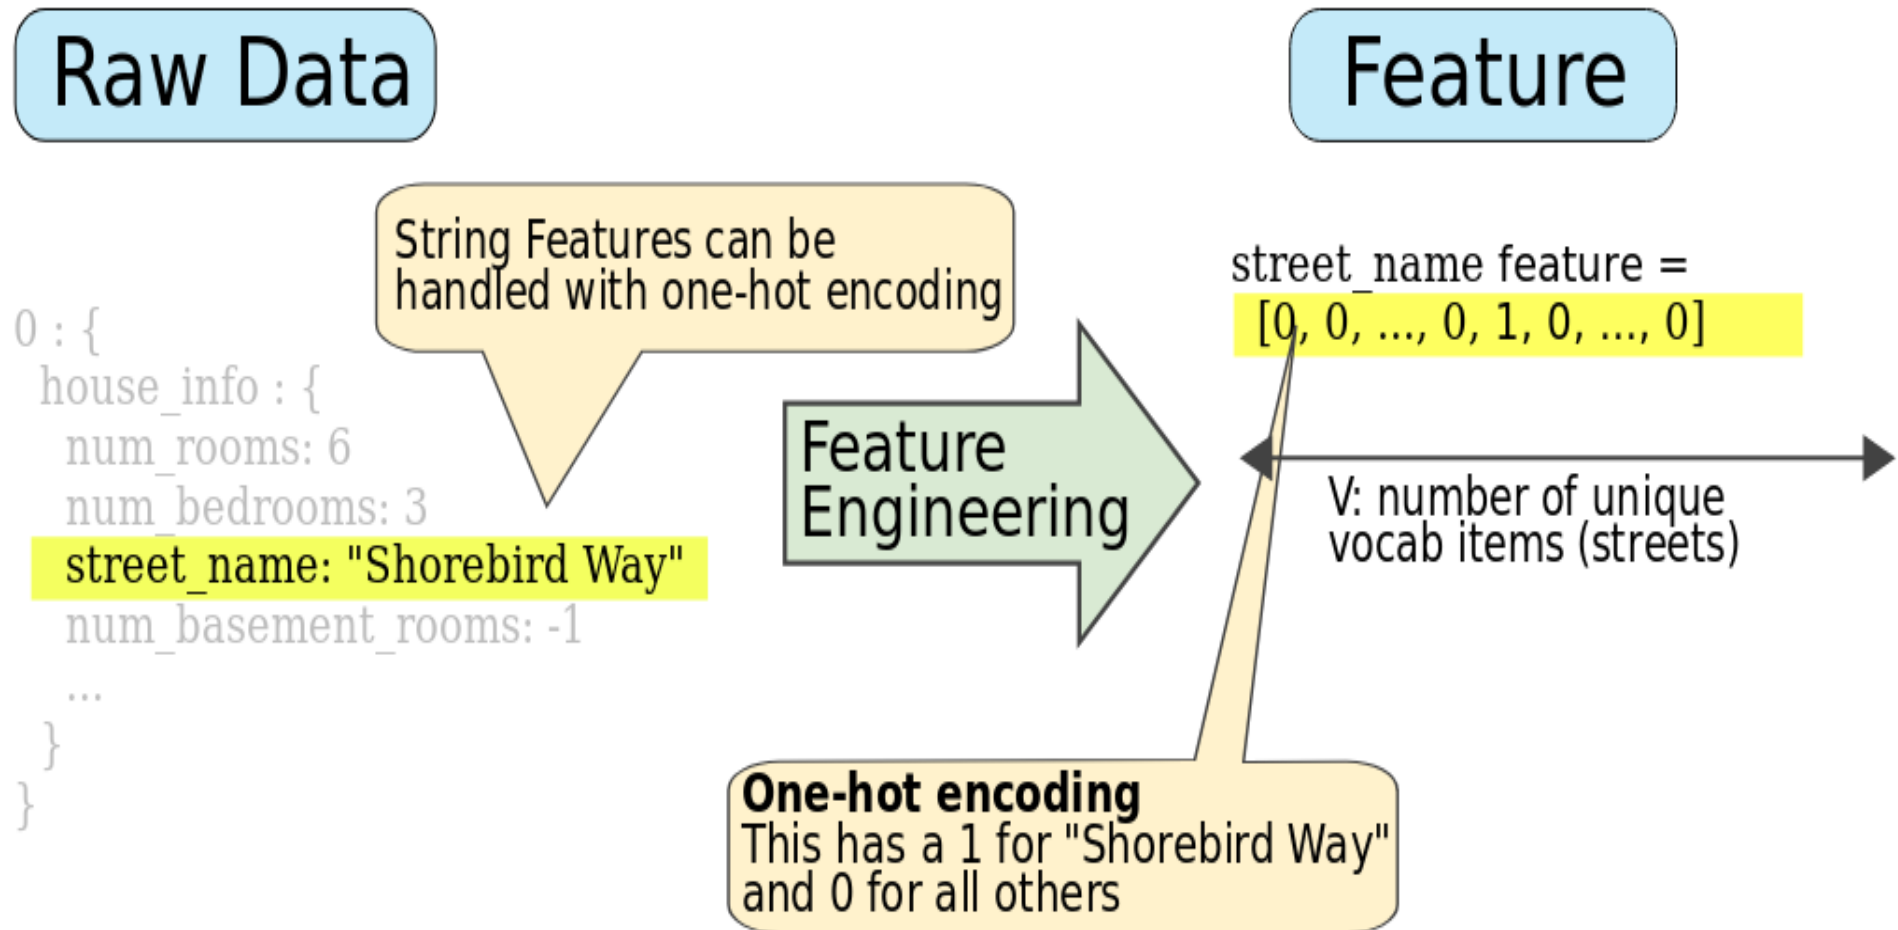 Raw Data
Feature
String Features can be
handled with one-hot encoding
0 : {
house_info : {
num_rooms: 6
num_bedrooms: 3
street_name: "Shorebird Way"
num_basement_rooms: -1
...
}
}
Feature
Engineering
street_name feature =
[0, 0, ..., 0, 1, 0, ..., 0]
V: number of unique
vocab items (streets)
One-hot encoding
This has a 1 for "Shorebird Way"
and 0 for all others